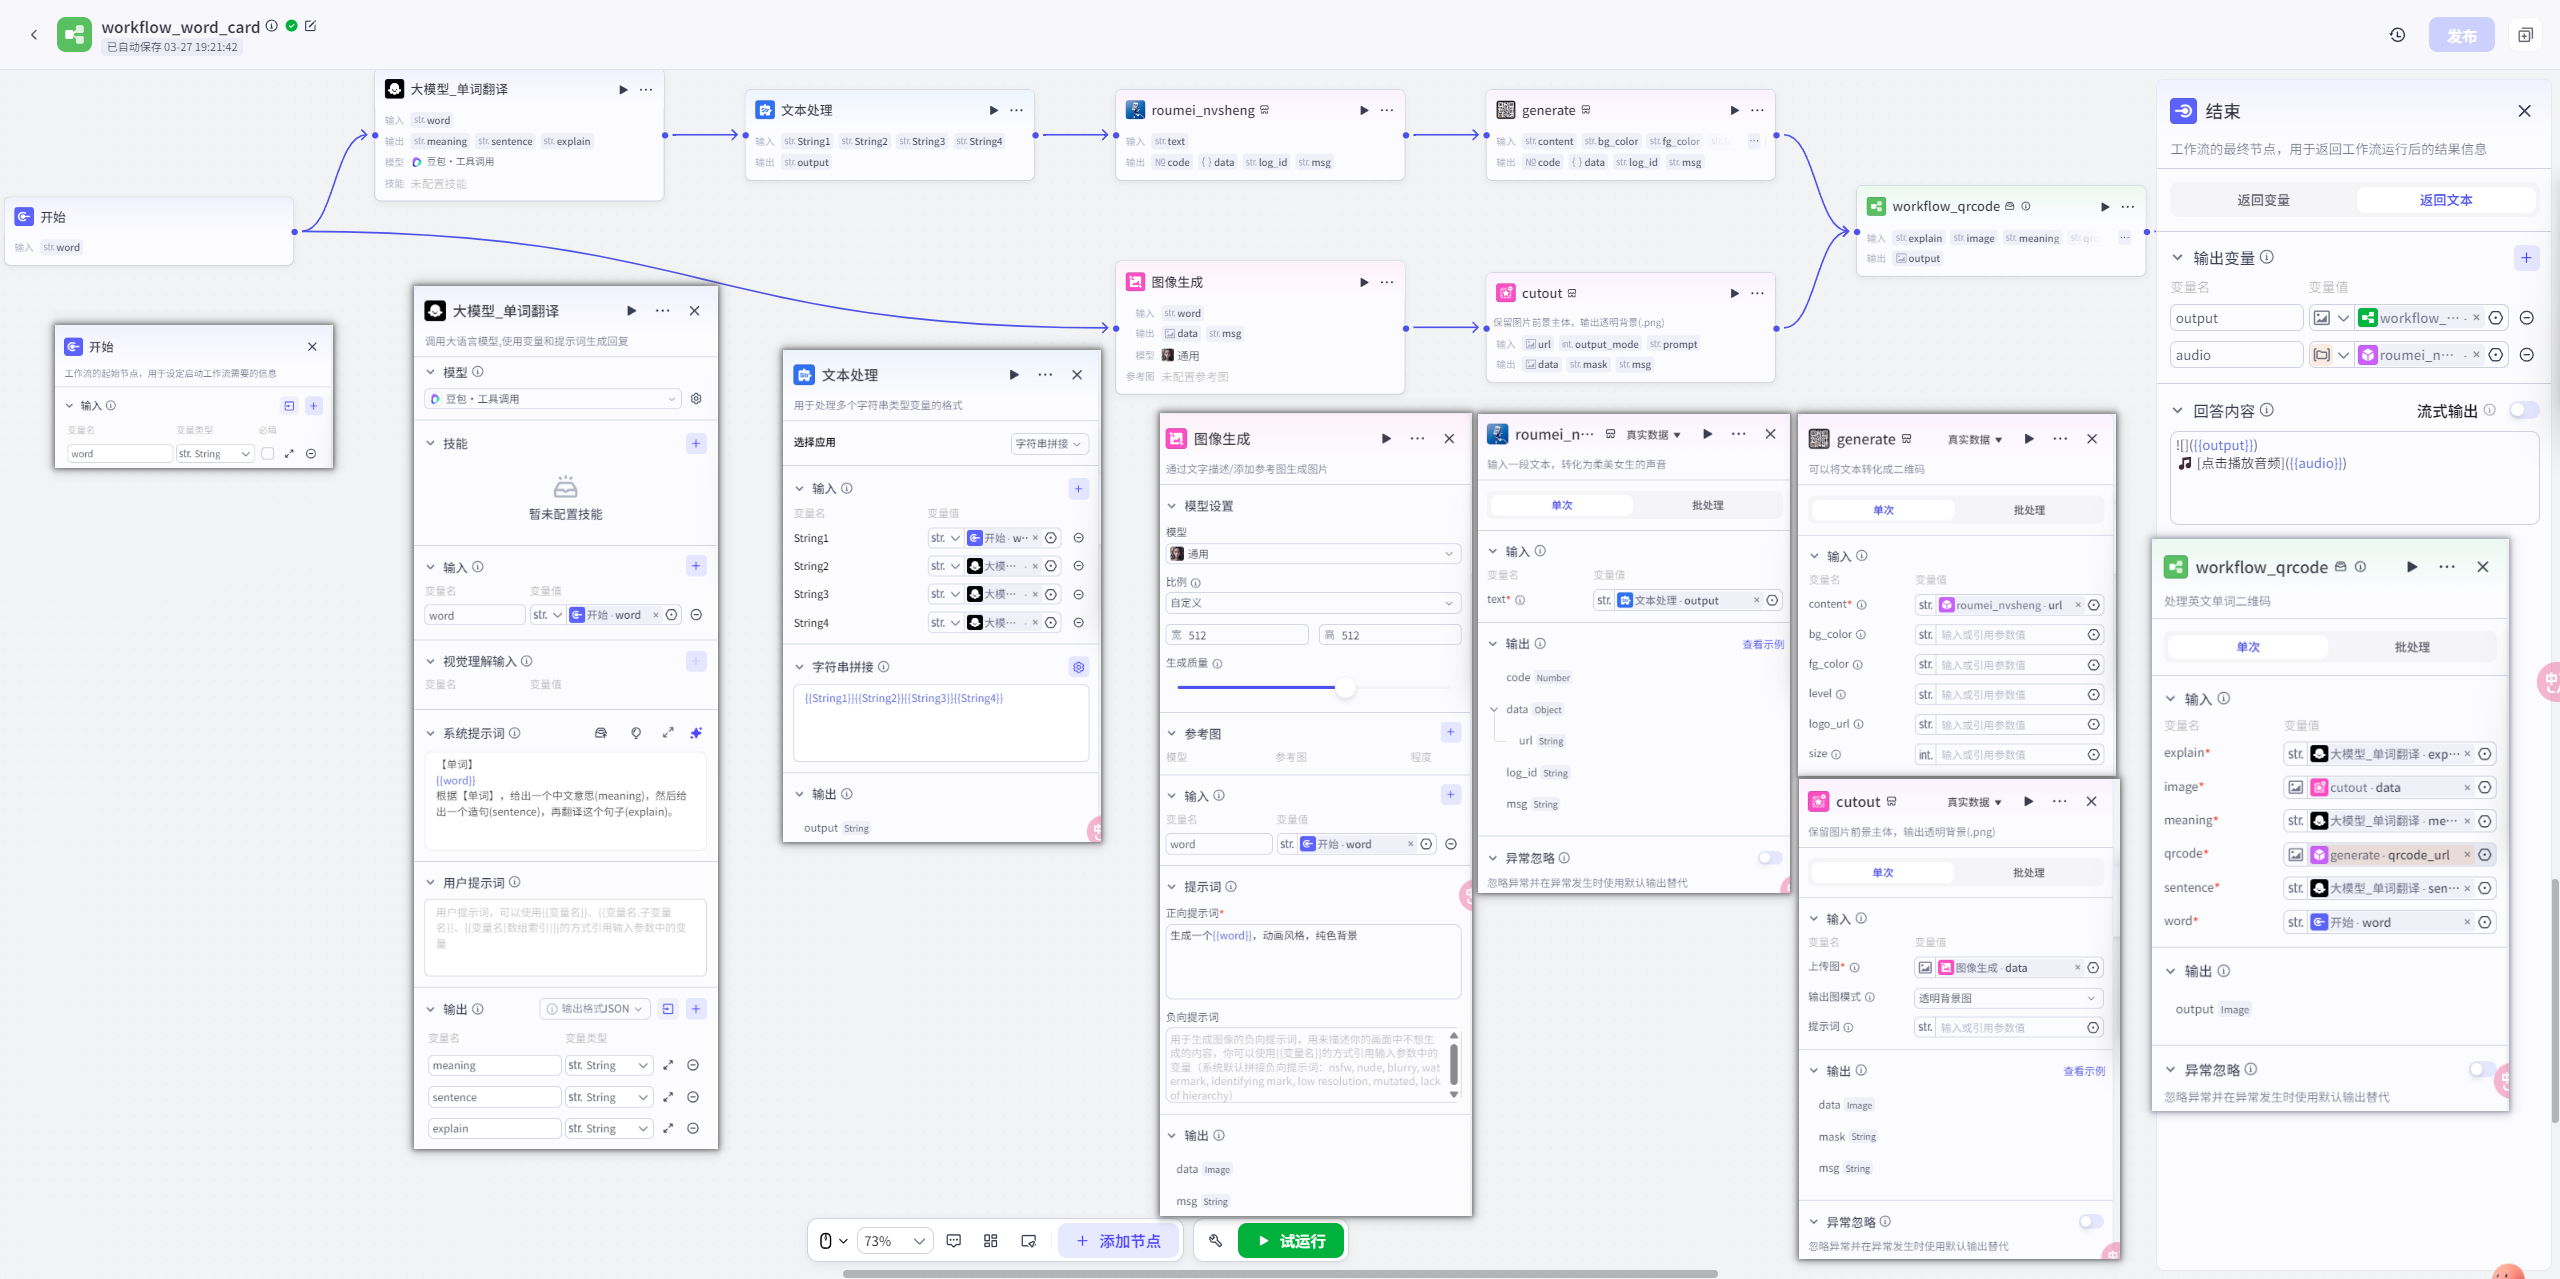 workflow_word_card
已自动保存 03-27 19:21:42
发布
大模型_单词翻译
输入 str. word
输出 str. meaning str. sentence str. explain
模型 豆包·工具调用
技能 未配置技能
文本处理
输入 str. String1 str. String2 str. String3 str. String4
输出 str. output
roumei_nvsheng
输入 str. text
输出 №code { } data str. log_id str. msg
generate
输入 str. content str. bg_color str. fg_color ···
输出 №code { } data str. log_id str. msg
开始
输入 str. word
workflow_qrcode
输入 str. explain str. image str. meaning ···
输出 output
图像生成
输入 str. word
输出 data str. msg
模型 通用
参考图 未配置参考图
cutout
保留图片前景主体，输出透明背景(.png)
输入 url int. output_mode str. prompt
输出 data str. mask str. msg
结束
工作流的最终节点，用于返回工作流运行后的结果信息
返回变量 返回文本
输出变量
变量名 变量值
output workflow_··· -
audio roumei_n··· -
回答内容 流式输出
![]({{output}})
🎵 [点击播放音频]({{audio}})
开始
工作流的起始节点，用于设定启动工作流需要的信息
输入
变量名 变量类型 必填
word str. String
大模型_单词翻译
调用大语言模型,使用变量和提示词生成回复
模型
豆包·工具调用
技能
暂未配置技能
输入
变量名 变量值
word str. 开始 · word
视觉理解输入
变量名 变量值
系统提示词
【单词】
{{word}}
根据【单词】，给出一个中文意思(meaning)，然后给
出一个造句(sentence)，再翻译这个句子(explain)。
用户提示词
用户提示词，可以使用{{变量名}}、{{变量名.子变量
名}}、{{变量名[数组索引]}}的方式引用输入参数中的变
量
输出 输出格式JSON
变量名 变量类型
meaning str. String
sentence str. String
explain str. String
文本处理
用于处理多个字符串类型变量的格式
选择应用 字符串拼接
输入
变量名 变量值
String1 str. 开始 · w··
String2 str. 大模··· -
String3 str. 大模··· -
String4 str. 大模··· -
字符串拼接
{{String1}}{{String2}}{{String3}}{{String4}}
输出
output String
图像生成
通过文字描述/添加参考图生成图片
模型设置
模型
通用
比例
自定义
宽 512 高 512
生成质量
参考图
模型 参考图 程度
输入
变量名 变量值
word str. 开始 · word
提示词
正向提示词*
生成一个{{word}}，动画风格，纯色背景
负向提示词
用于生成图像的负向提示词，用来描述你的画面中不想生
成的内容，你可以使用{{变量名}}的方式引用输入参数中的
变量（系统默认拼接负向提示词：nsfw, nude, blurry, wat
ermark, identifying mark, low resolution, mutated, lack
of hierarchy）
输出
data Image
msg String
roumei_n··· 真实数据
输入一段文本，转化为柔美女生的声音
单次 批处理
输入
变量名 变量值
text* str. 文本处理 · output
输出 查看示例
code Number
data Object
url String
log_id String
msg String
异常忽略
忽略异常并在异常发生时使用默认输出替代
generate 真实数据
可以将文本转化成二维码
单次 批处理
输入
变量名 变量值
content* str. roumei_nvsheng · url
bg_color str. 输入或引用参数值
fg_color str. 输入或引用参数值
level str. 输入或引用参数值
logo_url str. 输入或引用参数值
size int. 输入或引用参数值
cutout 真实数据
保留图片前景主体，输出透明背景(.png)
单次 批处理
输入
变量名 变量值
上传图* 图像生成 · data
输出图模式 透明背景图
提示词 str. 输入或引用参数值
输出 查看示例
data Image
mask String
msg String
异常忽略
忽略异常并在异常发生时使用默认输出替代
workflow_qrcode
处理英文单词二维码
单次 批处理
输入
变量名 变量值
explain* str. 大模型_单词翻译 · exp···
image* cutout · data
meaning* str. 大模型_单词翻译 · me···
qrcode* generate · qrcode_url
sentence* str. 大模型_单词翻译 · sen···
word* str. 开始 · word
输出
output Image
异常忽略
忽略异常并在异常发生时使用默认输出替代
73% 添加节点 试运行